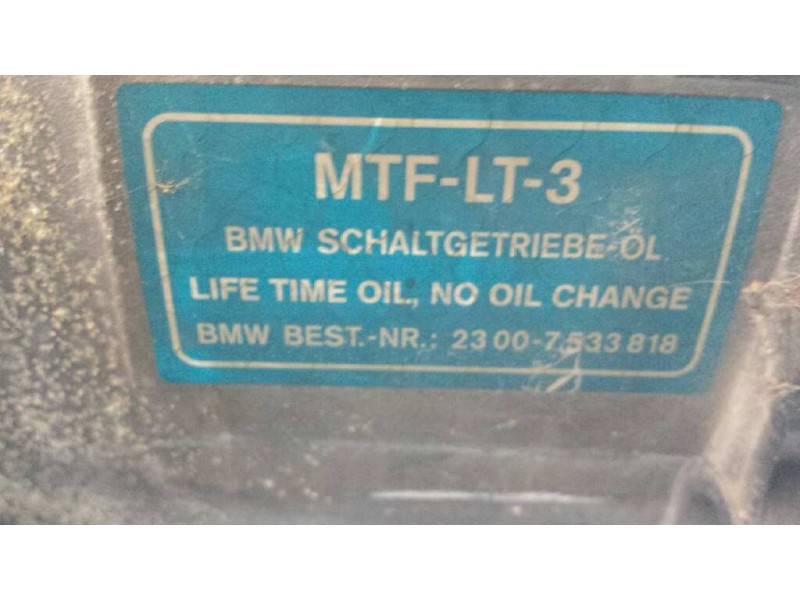 MTF-LT-3
BMW SCHALTGETRIEBE-ÖL
LIFE TIME OIL, NO OIL CHANGE
BMW BEST.-NR.: 23 00-7 533 818